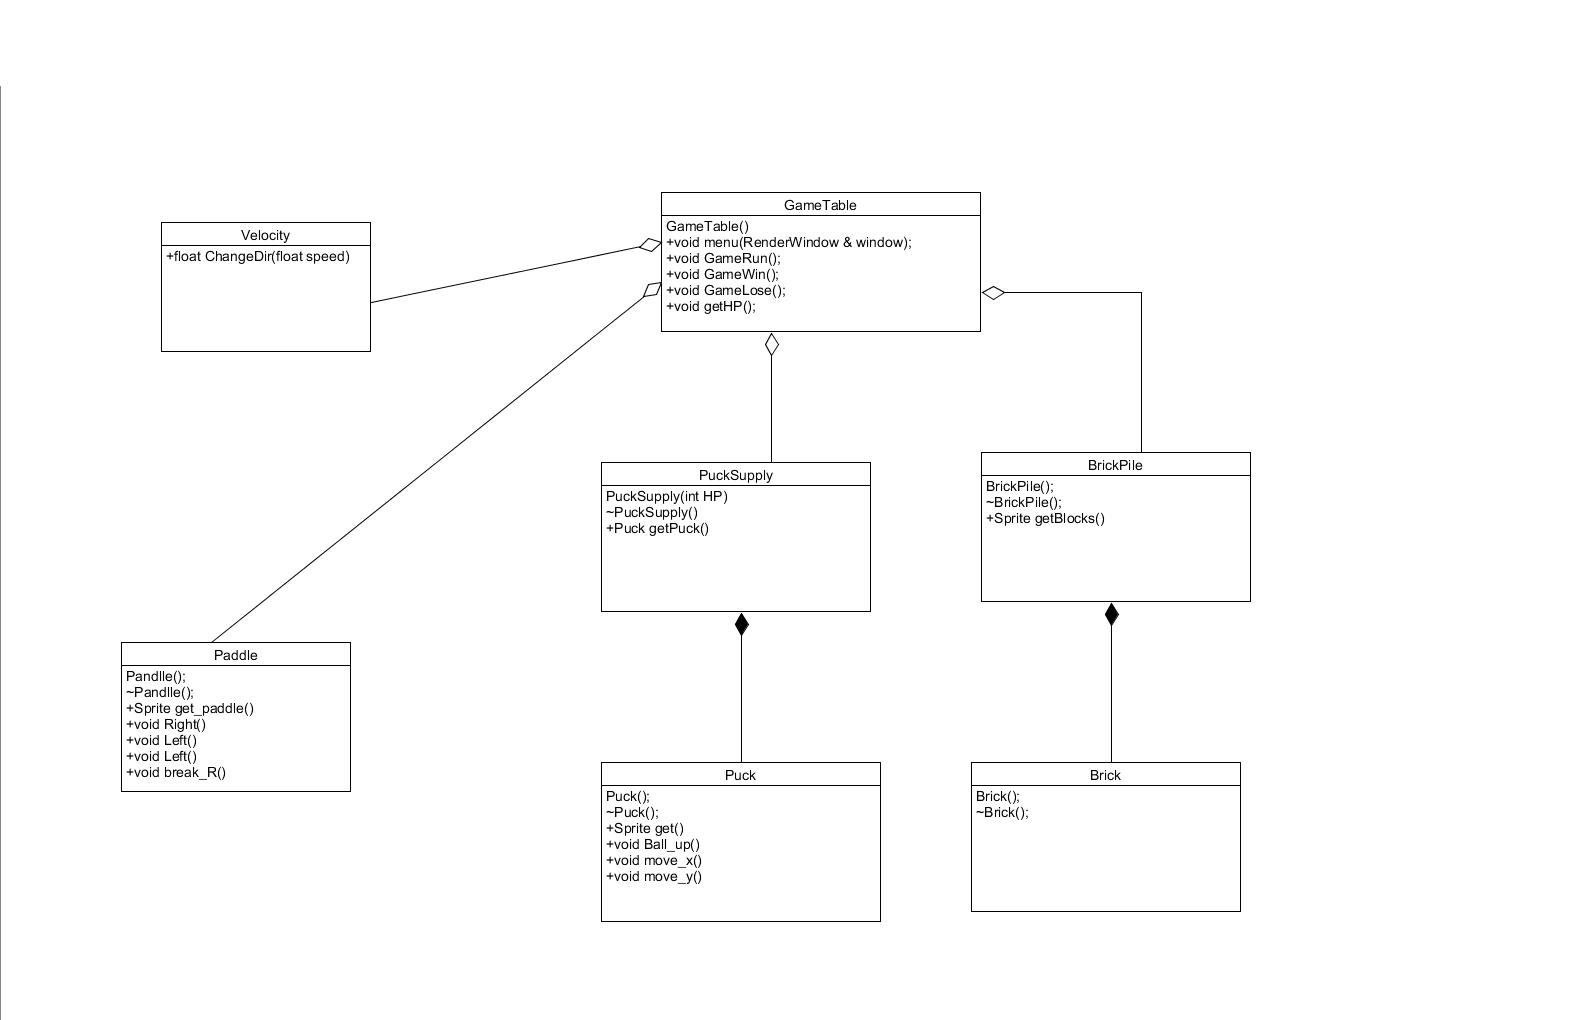 GameTable
GameTable()
+void menu(RenderWindow & window);
+void GameRun();
+void GameWin();
+void GameLose();
+void getHP();
Velocity
+float ChangeDir(float speed)
PuckSupply
PuckSupply(int HP)
~PuckSupply()
+Puck getPuck()
BrickPile
BrickPile();
~BrickPile();
+Sprite getBlocks()
Paddle
Pandlle();
~Pandlle();
+Sprite get_paddle()
+void Right()
+void Left()
+void Left()
+void break_R()
Puck
Puck();
~Puck();
+Sprite get()
+void Ball_up()
+void move_x()
+void move_y()
Brick
Brick();
~Brick();